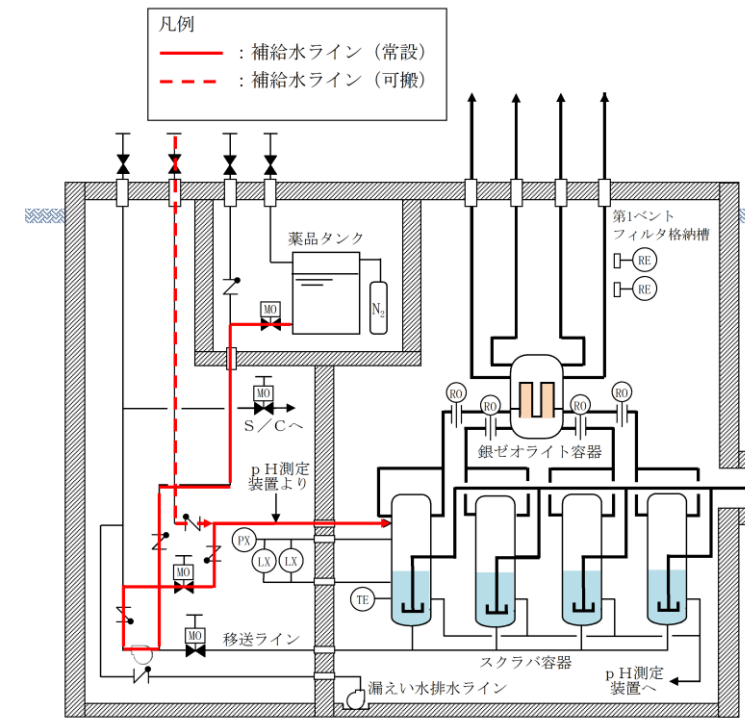 凡例
：補給水ライン（常設）
：補給水ライン（可搬）
薬品タンク
第1ベント
フィルタ格納槽
RE
RE
MO
N₂
MO
S／Cへ
RO
RO
RO
RO
銀ゼオライト容器
ｐH測定
装置より
PX
LX
LX
MO
TE
MO
移送ライン
スクラバ容器
漏えい水排水ライン
ｐH測定
装置へ